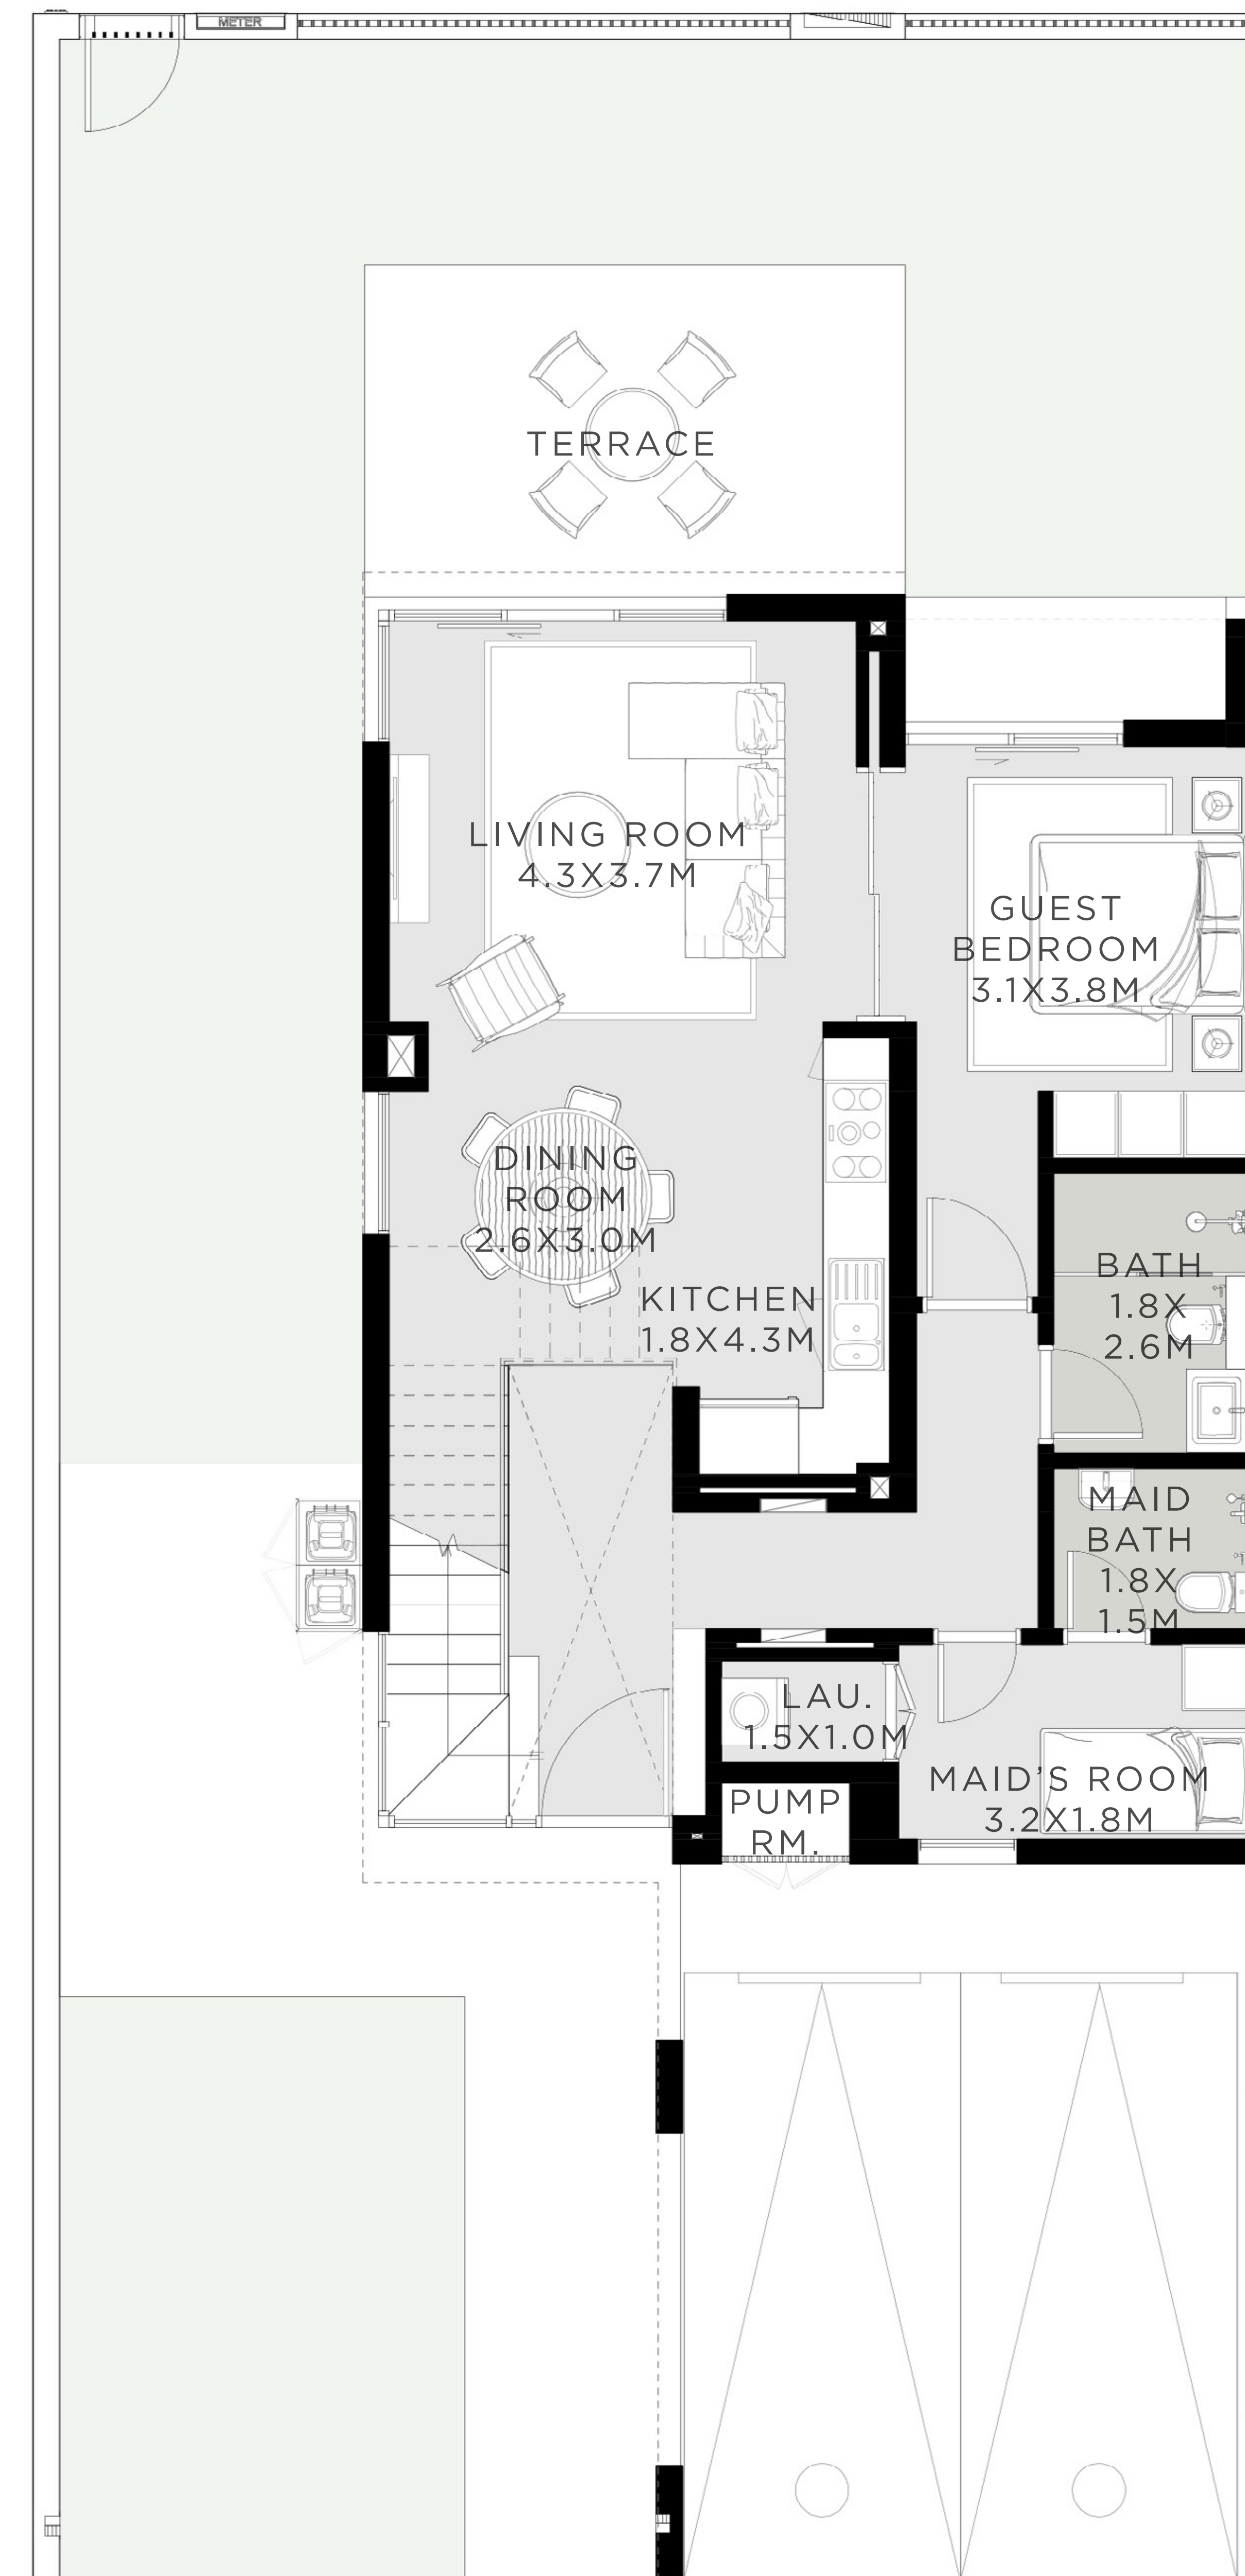 METER
TERRACE
LIVING ROOM
4.3X3.7M
GUEST
BEDROOM
3.1X3.8M
DINING
ROOM
2.6X3.0M
KITCHEN
1.8X4.3M
BATH
1.8X
2.6M
MAID
BATH
1.8X
1.5M
LAU.
1.5X1.0M
MAID'S ROOM
3.2X1.8M
PUMP
RM.